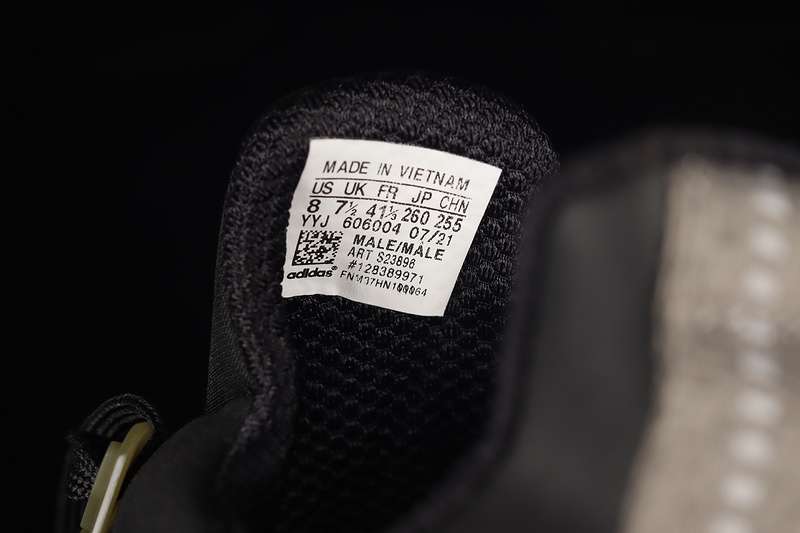 MADE IN VIETNAM
US UK FR JP CHN
8 7½ 41⅓ 260 255
YYJ 606004 07/21
MALE/MALE
ART S23896
#128389971
adidas®